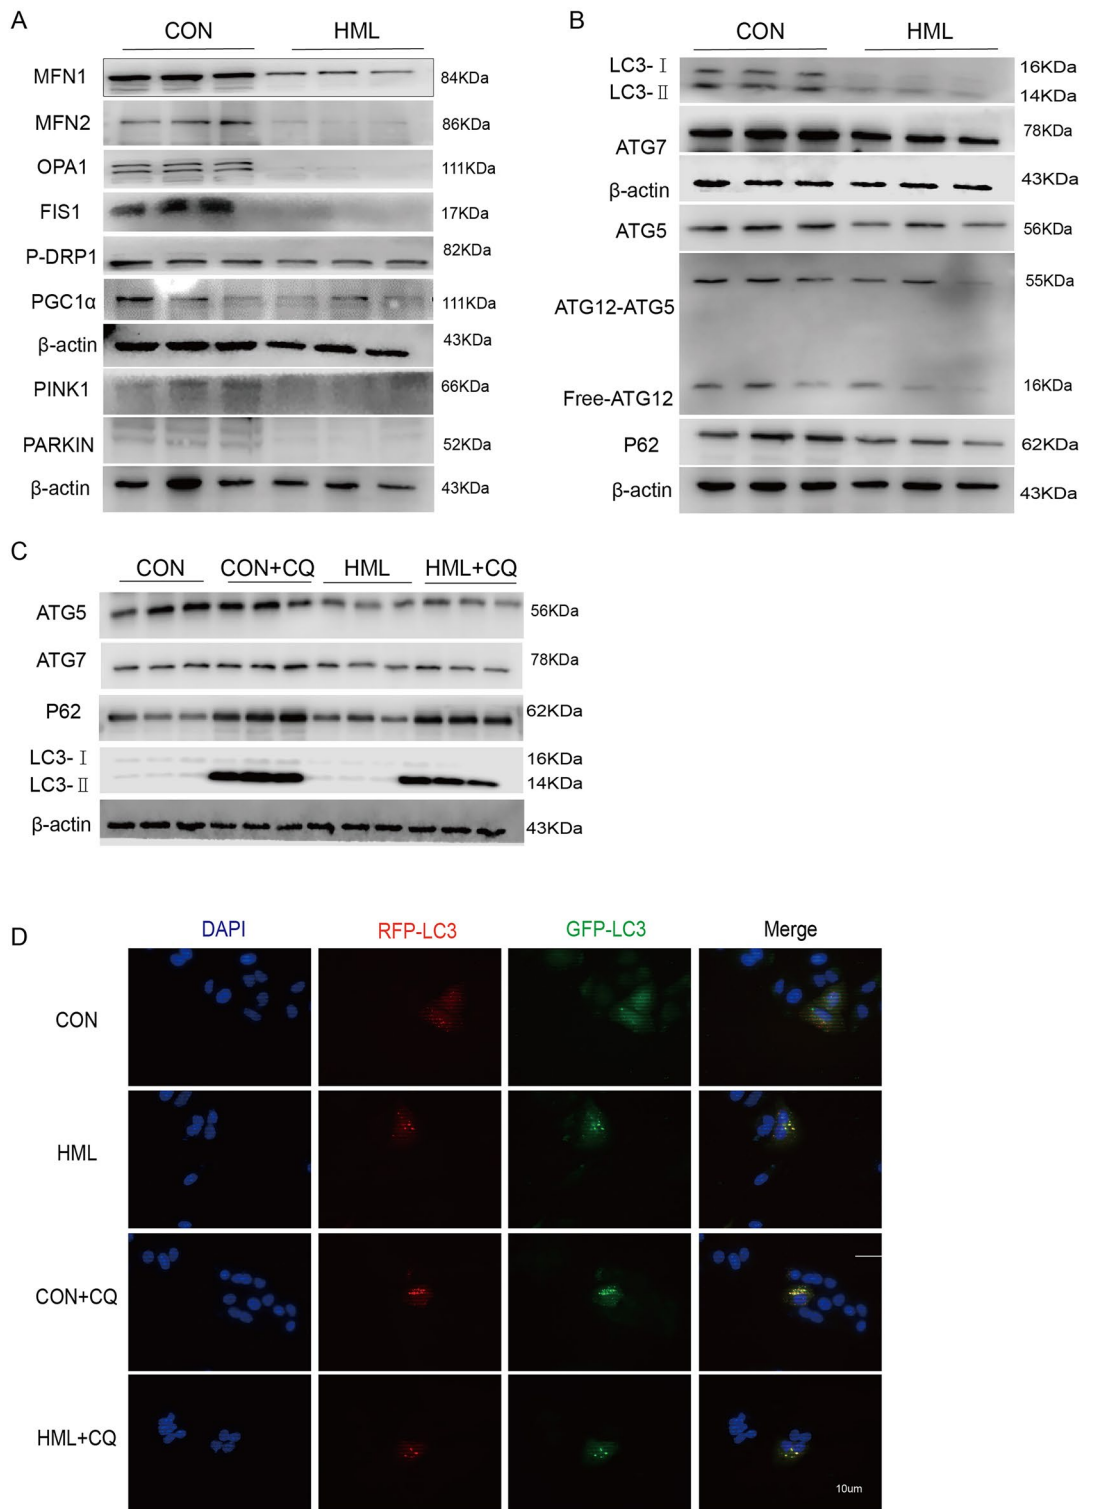 A
CON HML
MFN1 84KDa
MFN2 86KDa
OPA1 111KDa
FIS1 17KDa
P-DRP1 82KDa
PGC1α 111KDa
β-actin 43KDa
PINK1 66KDa
PARKIN 52KDa
β-actin 43KDa
B
CON HML
LC3-Ⅰ 16KDa
LC3-Ⅱ 14KDa
ATG7 78KDa
β-actin 43KDa
ATG5 56KDa
ATG12-ATG5 55KDa
Free-ATG12 16KDa
P62 62KDa
β-actin 43KDa
C
CON CON+CQ HML HML+CQ
ATG5 56KDa
ATG7 78KDa
P62 62KDa
LC3-Ⅰ 16KDa
LC3-Ⅱ 14KDa
β-actin 43KDa
D
DAPI RFP-LC3 GFP-LC3 Merge
CON
HML
CON+CQ
HML+CQ
10um